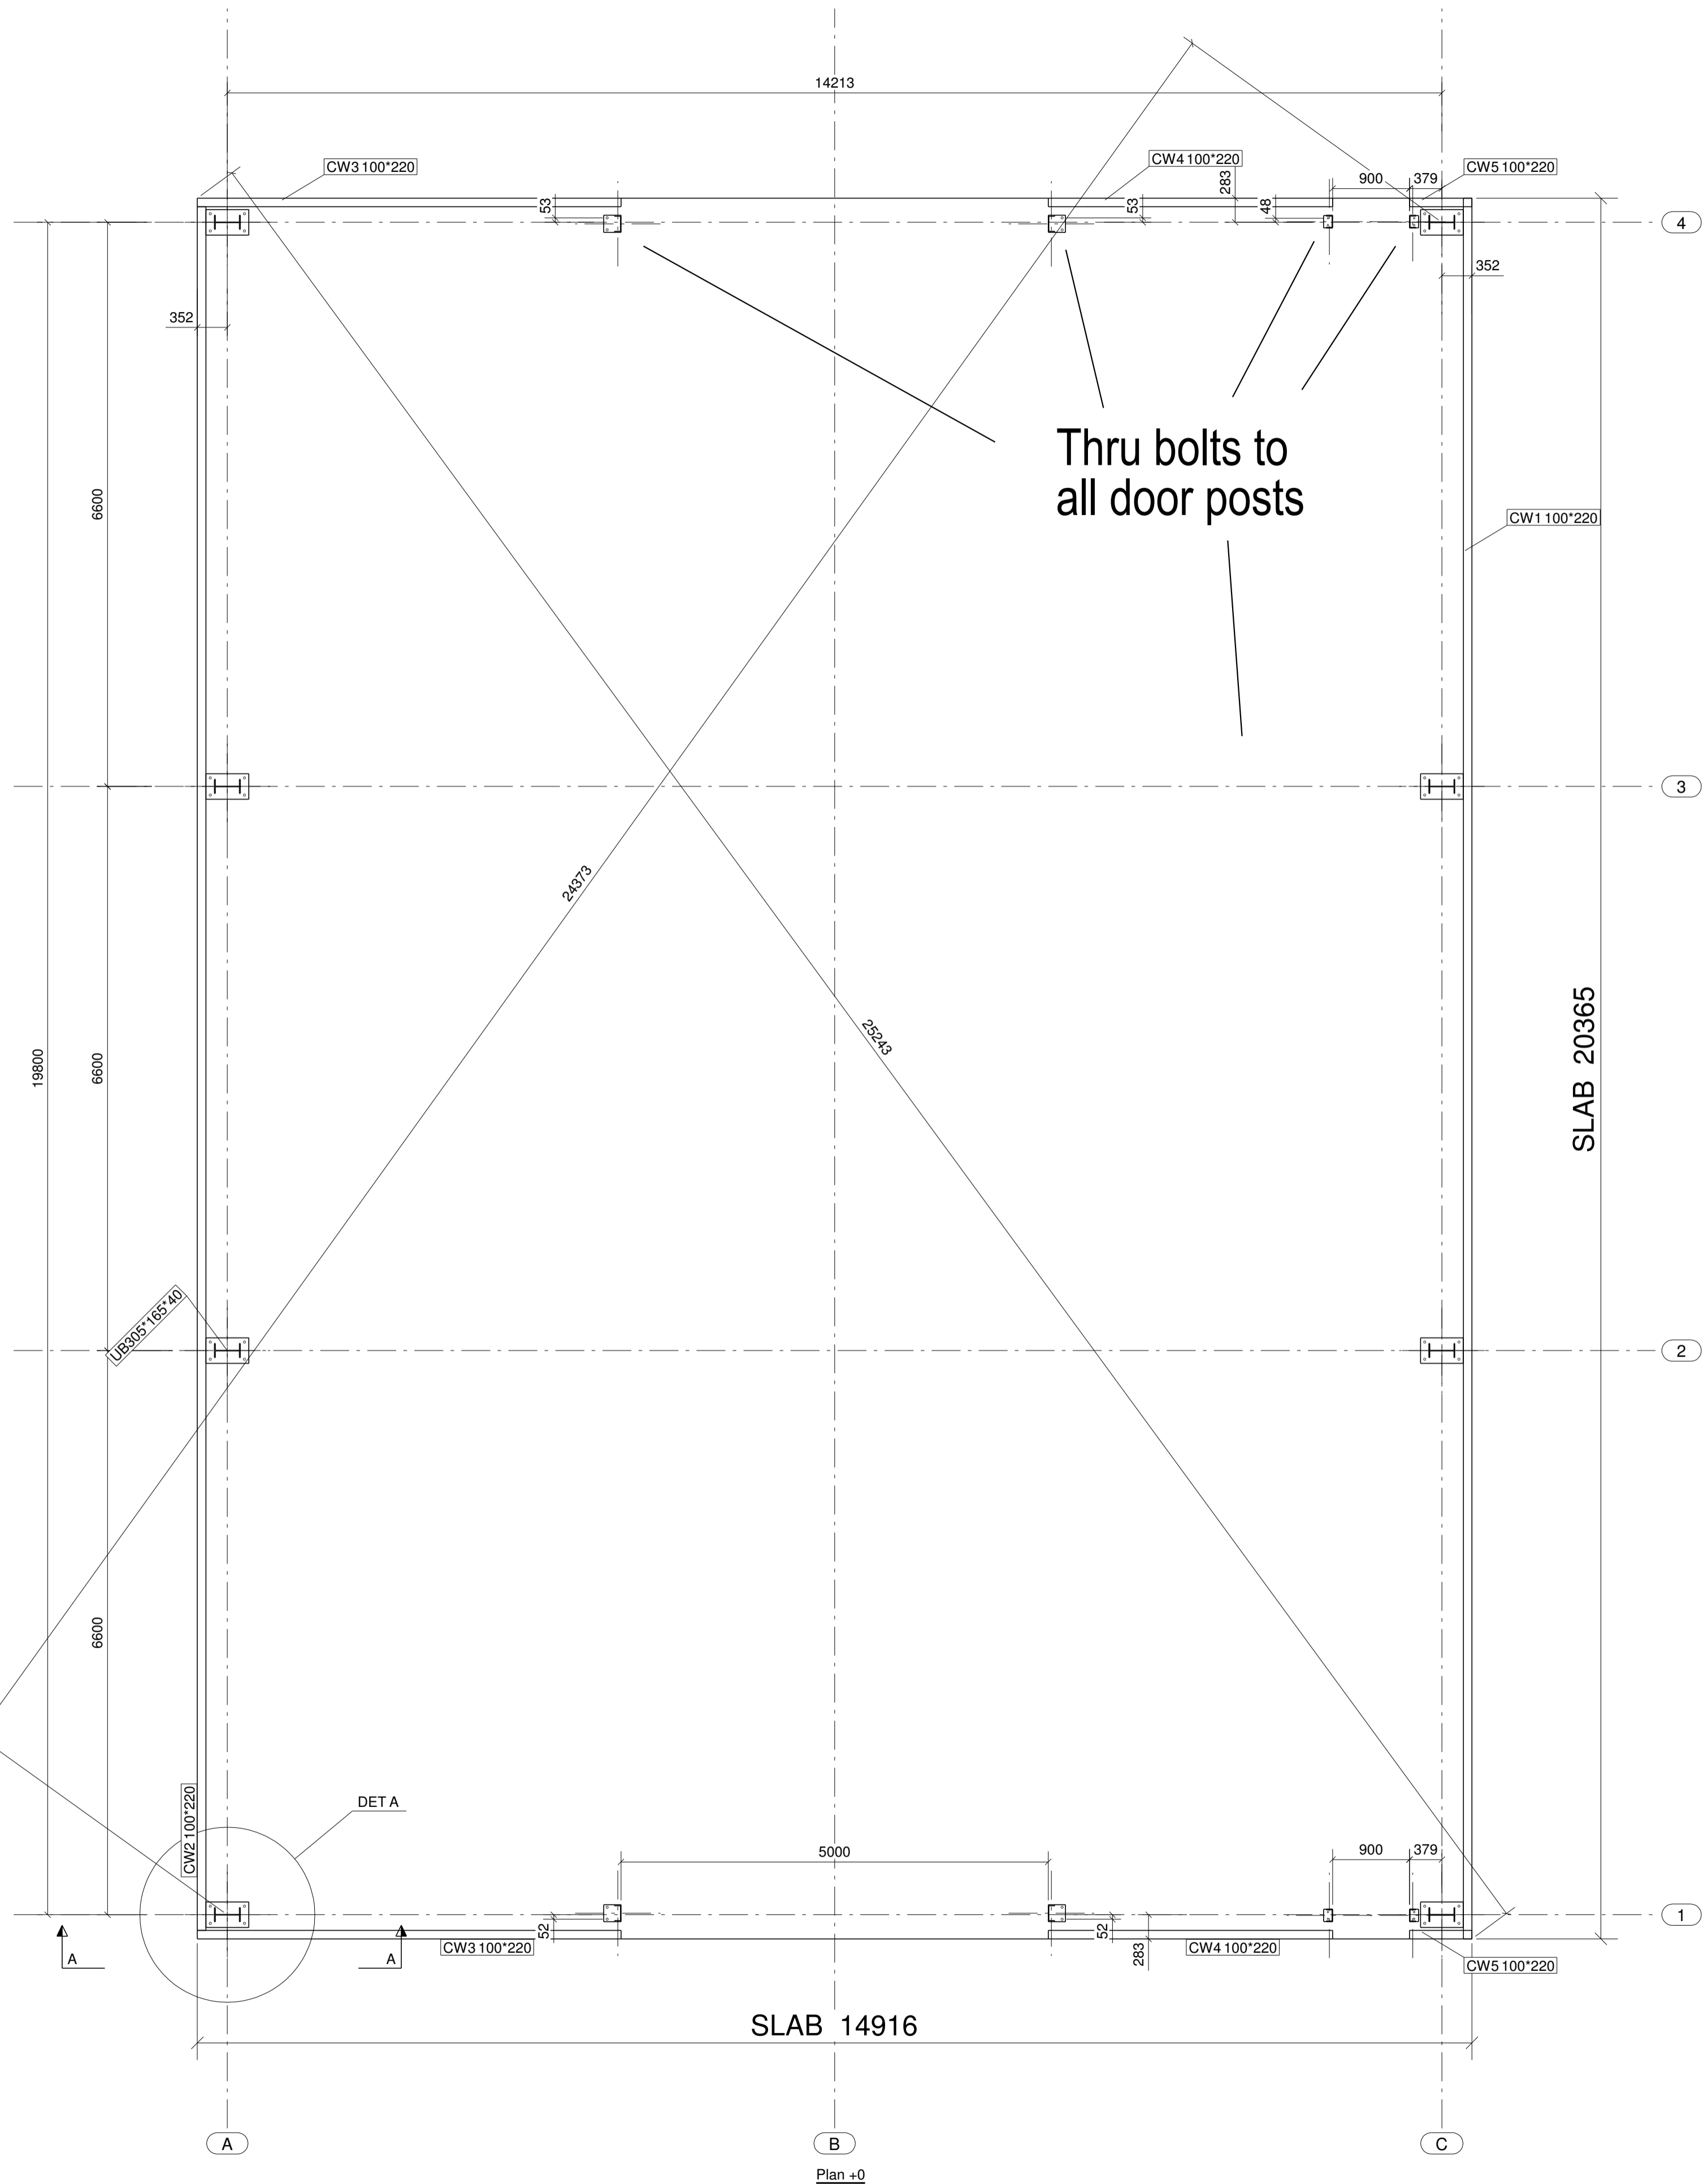 14213
CW3 100*220
CW4 100*220
CW5 100*220
900
379
283
53
53
48
4
352
352
Thru bolts to
all door posts
6600
CW1 100*220
3
24373
SLAB 20365
25243
19800
6600
UB305*165*40
2
6600
CW2 100*220
DET A
5000
900
379
1
52
52
283
A
A
CW3 100*220
CW4 100*220
CW5 100*220
SLAB 14916
A
B
C
Plan +0